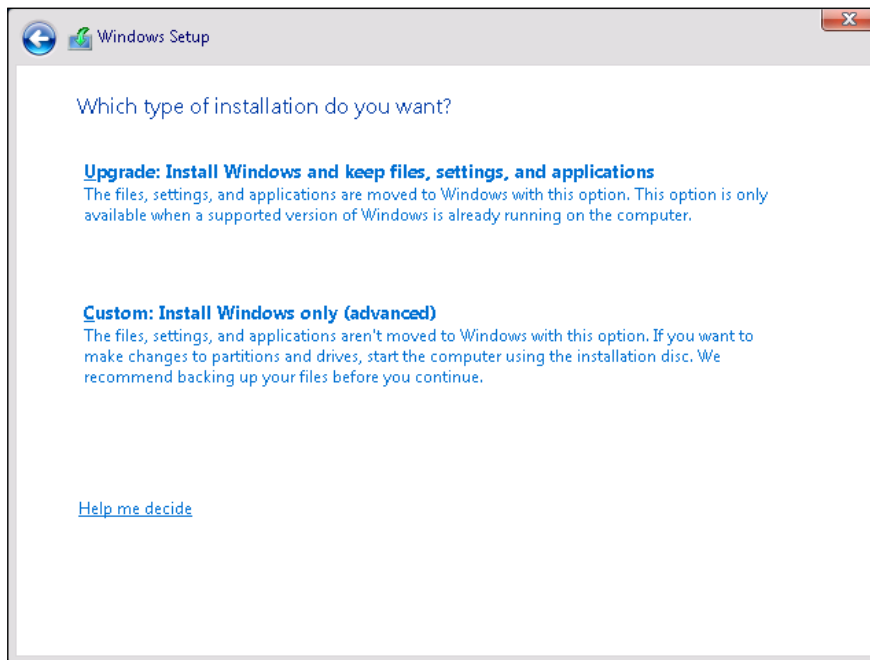 Windows Setup
Which type of installation do you want?
Upgrade: Install Windows and keep files, settings, and applications
The files, settings, and applications are moved to Windows with this option. This option is only
available when a supported version of Windows is already running on the computer.
Custom: Install Windows only (advanced)
The files, settings, and applications aren't moved to Windows with this option. If you want to
make changes to partitions and drives, start the computer using the installation disc. We
recommend backing up your files before you continue.
Help me decide